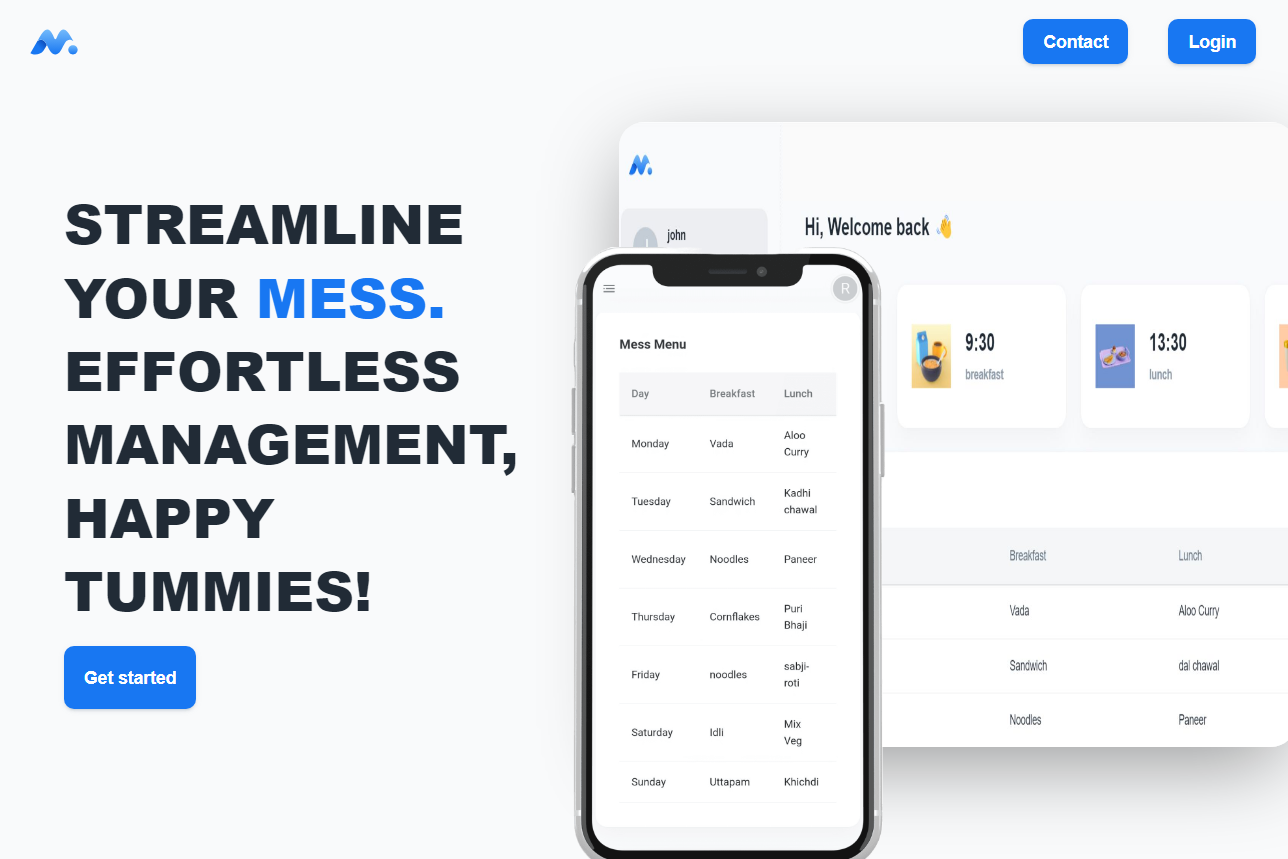 Contact Login
STREAMLINE
YOUR MESS.
EFFORTLESS
MANAGEMENT,
HAPPY
TUMMIES!
Get started
john
Hi, Welcome back 👋
9:30
breakfast
13:30
lunch
Breakfast Lunch
Vada Aloo Curry
Sandwich dal chawal
Noodles Paneer
R
Mess Menu
Day Breakfast Lunch
Monday Vada Aloo
Curry
Tuesday Sandwich Kadhi
chawal
Wednesday Noodles Paneer
Thursday Cornflakes Puri
Bhaji
Friday noodles sabji-
roti
Saturday Idli Mix
Veg
Sunday Uttapam Khichdi